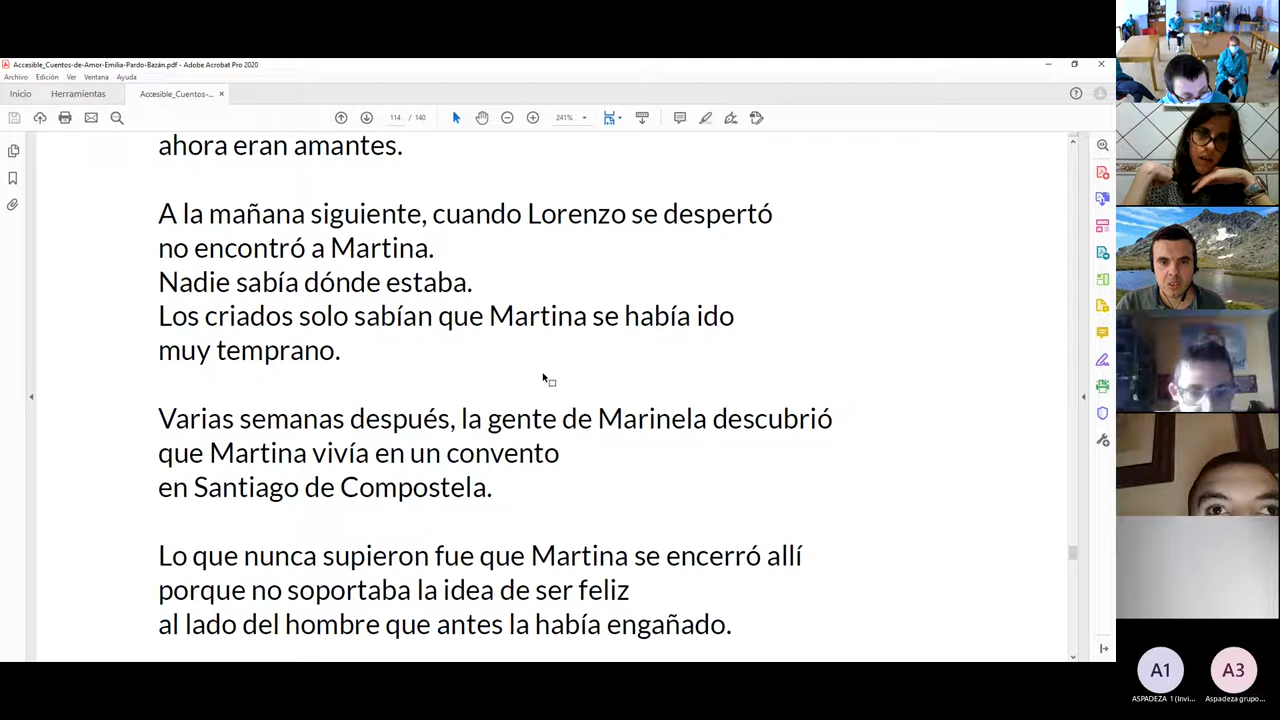 Accesible_Cuentos-de-Amor-Emilia-Pardo-Bazán.pdf - Adobe Acrobat Pro 2020
Archivo Edición Ver Ventana Ayuda
Inicio Herramientas Accesible_Cuentos-...
114 / 140 241%
ahora eran amantes.
A la mañana siguiente, cuando Lorenzo se despertó
no encontró a Martina.
Nadie sabía dónde estaba.
Los criados solo sabían que Martina se había ido
muy temprano.
Varias semanas después, la gente de Marinela descubrió
que Martina vivía en un convento
en Santiago de Compostela.
Lo que nunca supieron fue que Martina se encerró allí
porque no soportaba la idea de ser feliz
al lado del hombre que antes la había engañado.
A1 A3
ASPADEZA 1 (Invi... Aspadeza grupo...